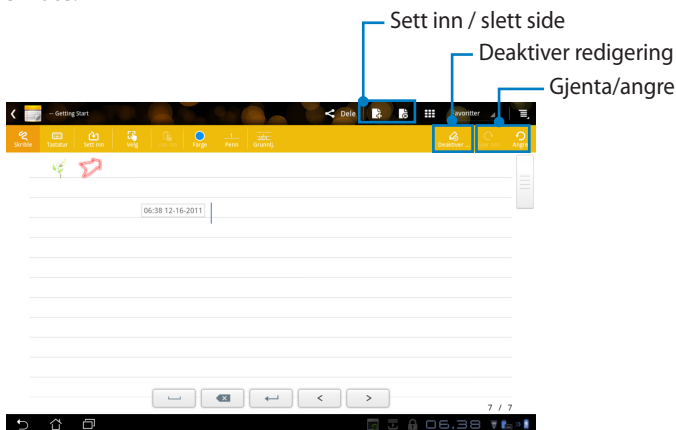 Sett inn / slett side
Deaktiver redigering
Gjenta/angre
-- Getting Start
Dele
Favoritter
Skrible
Tastatur
Sett inn
Velg
Farge
Penn
Grunnlj.
Deaktiver ...
Angre
06:38 12-16-2011
7 / 7
06.38